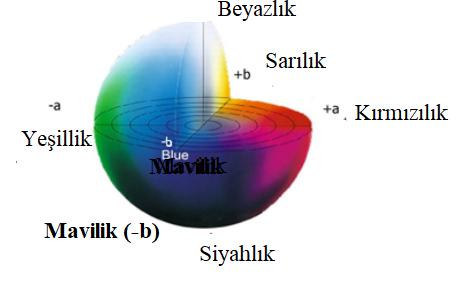 Beyazlık
Sarılık
+b
-a
+a . Kırmızılık
Yeşillik
-b
Blue
Mavilik
Mavilik (-b)
Siyahlık